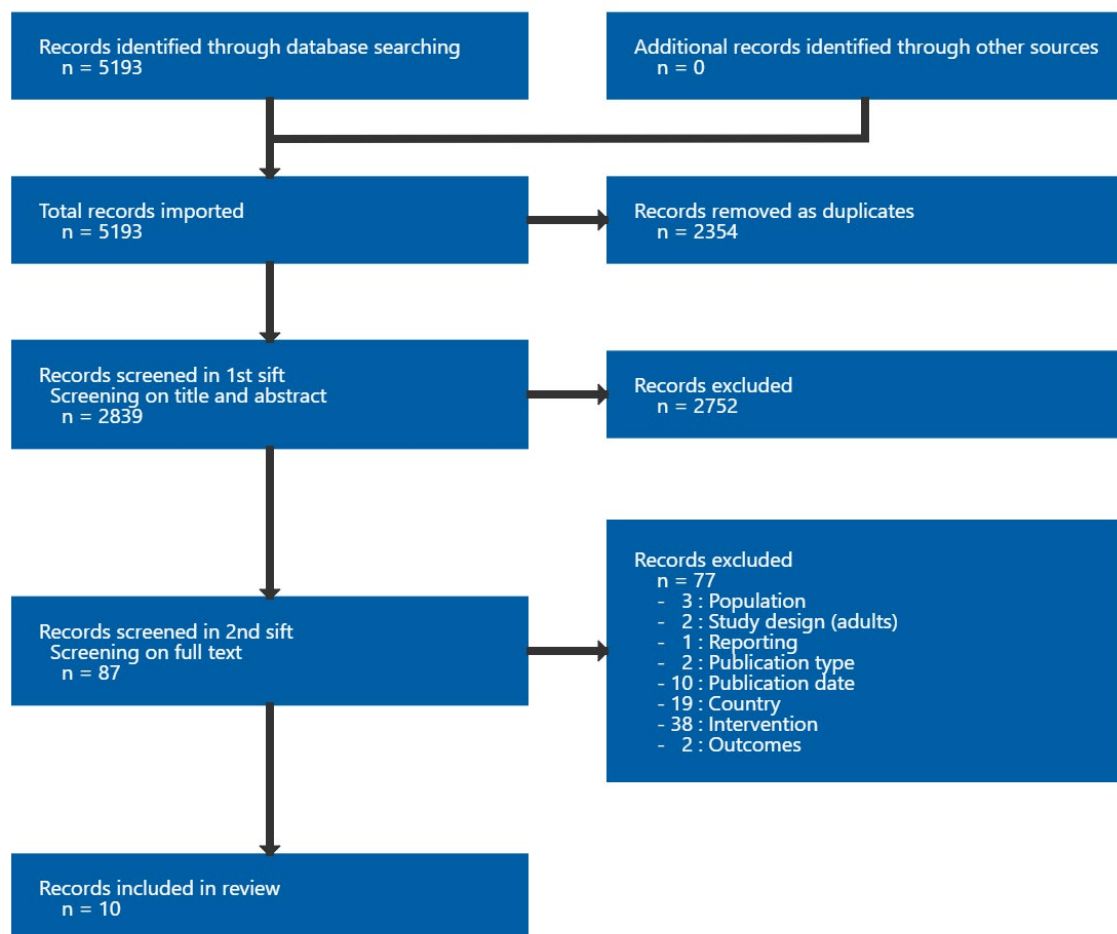 Records identified through database searching
n = 5193
Additional records identified through other sources
n = 0
Total records imported
n = 5193
Records removed as duplicates
n = 2354
Records screened in 1st sift
Screening on title and abstract
n = 2839
Records excluded
n = 2752
Records screened in 2nd sift
Screening on full text
n = 87
Records excluded
n = 77
- 3 : Population
- 2 : Study design (adults)
- 1 : Reporting
- 2 : Publication type
- 10 : Publication date
- 19 : Country
- 38 : Intervention
- 2 : Outcomes
Records included in review
n = 10